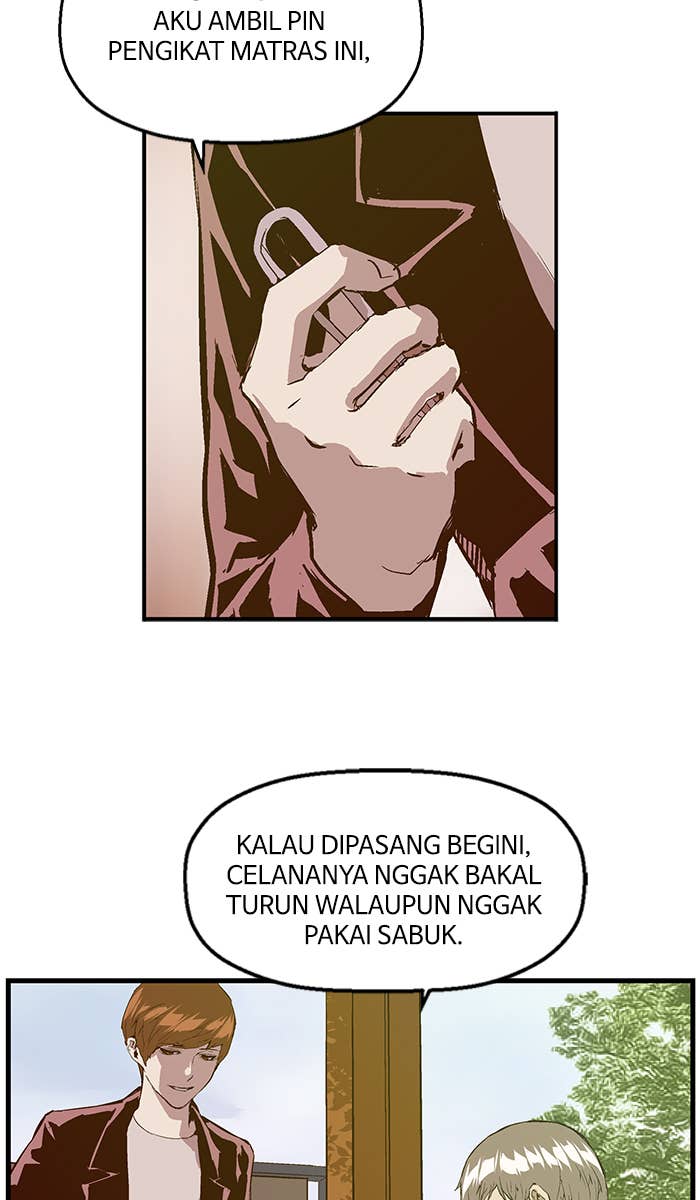 AKU AMBIL PIN
PENGIKAT MATRAS INI,
KALAU DIPASANG BEGINI,
CELANANYA NGGAK BAKAL
TURUN WALAUPUN NGGAK
PAKAI SABUK.